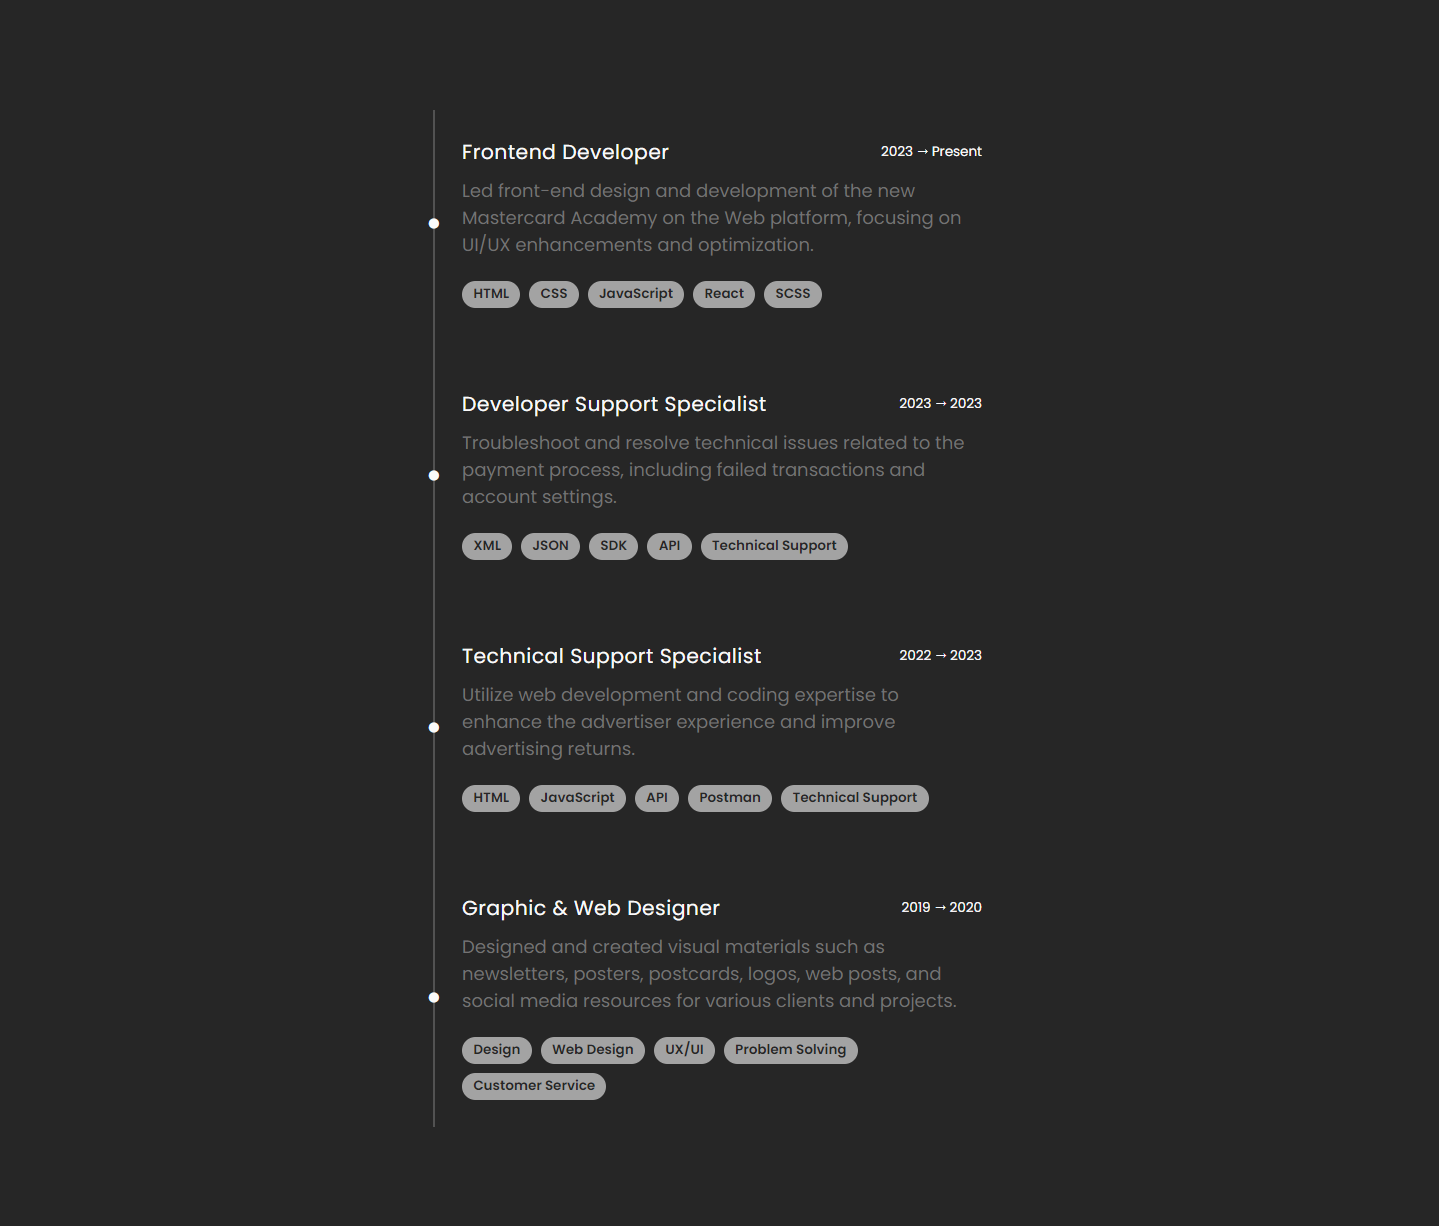 Frontend Developer 2023 → Present
Led front-end design and development of the new
Mastercard Academy on the Web platform, focusing on
UI/UX enhancements and optimization.
HTML CSS JavaScript React SCSS
Developer Support Specialist 2023 → 2023
Troubleshoot and resolve technical issues related to the
payment process, including failed transactions and
account settings.
XML JSON SDK API Technical Support
Technical Support Specialist 2022 → 2023
Utilize web development and coding expertise to
enhance the advertiser experience and improve
advertising returns.
HTML JavaScript API Postman Technical Support
Graphic & Web Designer 2019 → 2020
Designed and created visual materials such as
newsletters, posters, postcards, logos, web posts, and
social media resources for various clients and projects.
Design Web Design UX/UI Problem Solving
Customer Service